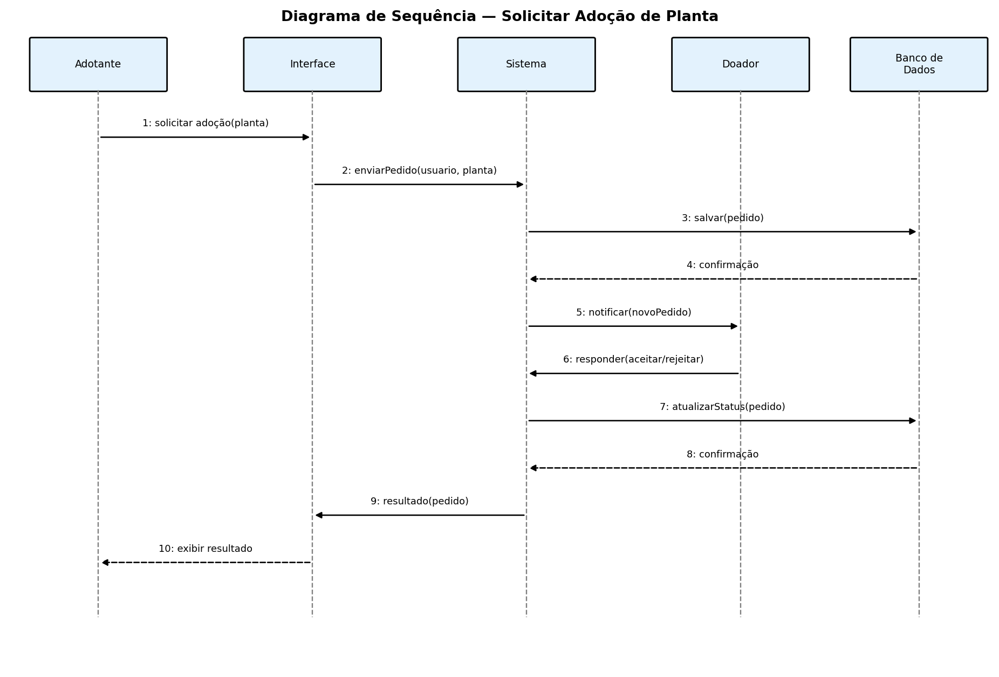 Diagrama de Sequência — Solicitar Adoção de Planta
Adotante
Interface
Sistema
Doador
Banco de
Dados
1: solicitar adoção(planta)
2: enviarPedido(usuario, planta)
3: salvar(pedido)
4: confirmação
5: notificar(novoPedido)
6: responder(aceitar/rejeitar)
7: atualizarStatus(pedido)
8: confirmação
9: resultado(pedido)
10: exibir resultado